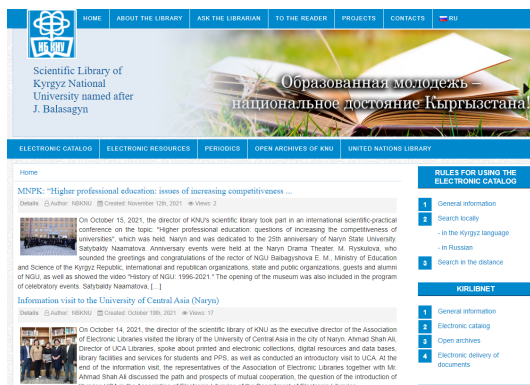 HOME ABOUT THE LIBRARY ASK THE LIBRARIAN TO THE READER PROJECTS CONTACTS RU
НБ КНУ
Scientific Library of
Kyrgyz National
University named after
J. Balasagyn
Образованная молодежь –
национальное достояние Кыргызстана!
ELECTRONIC CATALOG ELECTRONIC RESOURCES PERIODICS OPEN ARCHIVES OF KNU UNITED NATIONS LIBRARY
Home
MNPK: "Higher professional education: issues of increasing competitiveness ...
Details Author: NBKNU Created: November 12th, 2021 Views: 2
On October 15, 2021, the director of KNU's scientific library took part in an international scientific-practical
conference on the topic: "Higher professional education: questions of increasing the competitiveness of
universities", which was held. Naryn and was dedicated to the 25th anniversary of Naryn State University.
Satybaldy Naamatova. Anniversary events were held at the Naryn Drama Theater. M. Ryskulova, who
sounded the greetings and congratulations of the rector of NGU Baibagyshova E. M., Ministry of Education
and Science of the Kyrgyz Republic, international and republican organizations, state and public organizations, guests and alumni
of NGU, as well as showed the video "History of NGU: 1996-2021." The opening of the museum was also included in the program
of celebratory events. Satybaldy Naamatova, [...]
Information visit to the University of Central Asia (Naryn)
Details Author: NBKNU Created: October 18th, 2021 Views: 17
On October 14, 2021, the director of the scientific library of KNU as the executive director of the Association
of Electronic Libraries visited the library of the University of Central Asia in the city of Naryn. Ahmad Shah Ali,
Director of UCA Libraries, spoke about printed and electronic collections, digital resources and data bases,
library facilities and services for students and PPS, as well as conducted an introductory visit to UCA. At the
end of the information visit, the representatives of the Association of Electronic Libraries together with Mr.
Ahmad Shah Ali discussed the path and prospects of mutual cooperation, the question of the introduction of
RULES FOR USING THE
ELECTRONIC CATALOG
1 General information
2 Search locally
- in the Kyrgyz language
- in Russian
3 Search in the distance
KIRLIBNET
1 General information
2 Electronic catalog
3 Open archives
4 Electronic delivery of
documents